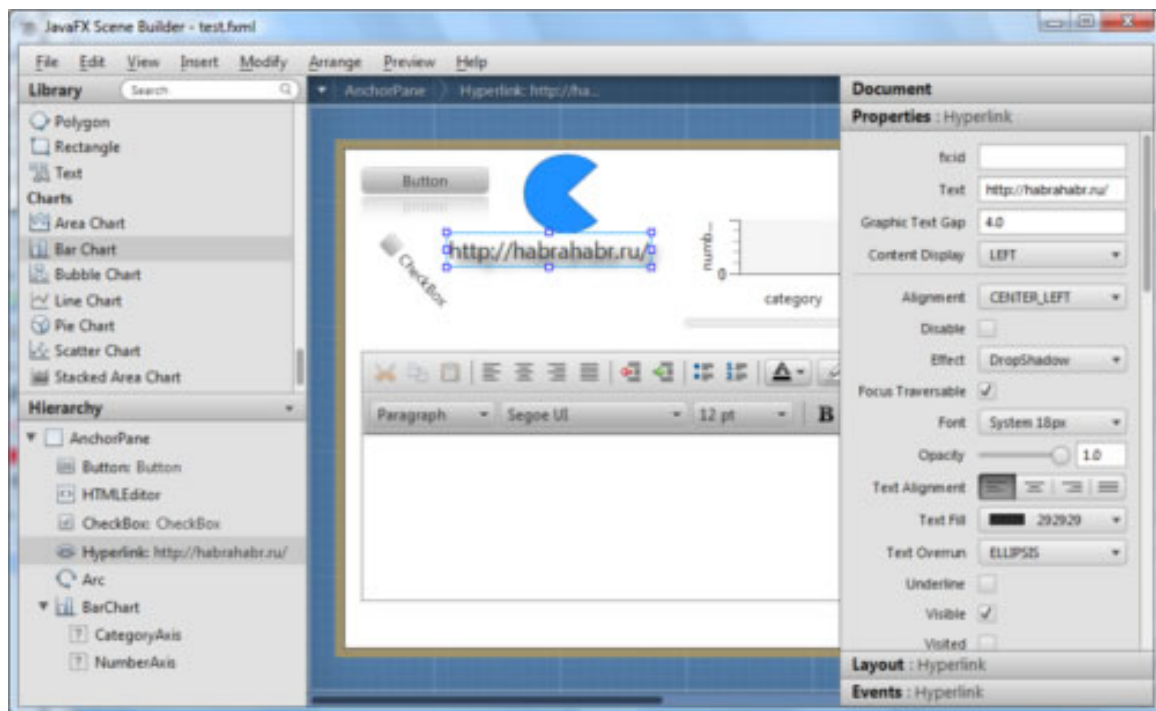 JavaFX Scene Builder - test.fxml
File Edit View Insert Modify Arrange Preview Help
Library
Search
Polygon
Rectangle
Text
Charts
Area Chart
Bar Chart
Bubble Chart
Line Chart
Pie Chart
Scatter Chart
Stacked Area Chart
Hierarchy
AnchorPane
Button: Button
HTMLEditor
CheckBox: CheckBox
Hyperlink: http://habrahabr.ru/
Arc
BarChart
? CategoryAxis
? NumberAxis
AnchorPane Hyperlink: http://ha...
Button
http://habrahabr.ru/
CheckBox
numb...
0
category
Paragraph Segoe UI 12 pt B
Document
Properties : Hyperlink
fx:id
Text http://habrahabr.ru/
Graphic Text Gap 4.0
Content Display LEFT
Alignment CENTER_LEFT
Disable
Effect DropShadow
Focus Traversable
Font System 18px
Opacity 1.0
Text Alignment
Text Fill 292929
Text Overrun ELLIPSIS
Underline
Visible
Visited
Layout : Hyperlink
Events : Hyperlink